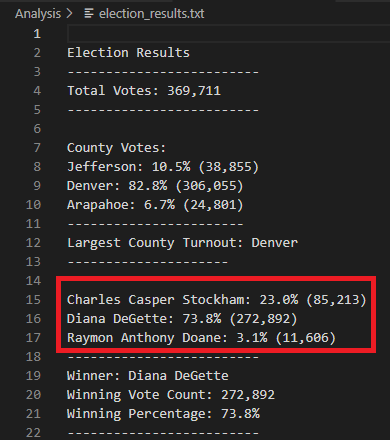 Analysis > election_results.txt
1
2 Election Results
3 -------------------------
4 Total Votes: 369,711
5 -------------------------
6
7 County Votes:
8 Jefferson: 10.5% (38,855)
9 Denver: 82.8% (306,055)
10 Arapahoe: 6.7% (24,801)
11 -----------------------
12 Largest County Turnout: Denver
13 ---------------------
14
15 Charles Casper Stockham: 23.0% (85,213)
16 Diana DeGette: 73.8% (272,892)
17 Raymon Anthony Doane: 3.1% (11,606)
18 -------------------------
19 Winner: Diana DeGette
20 Winning Vote Count: 272,892
21 Winning Percentage: 73.8%
22 -------------------------